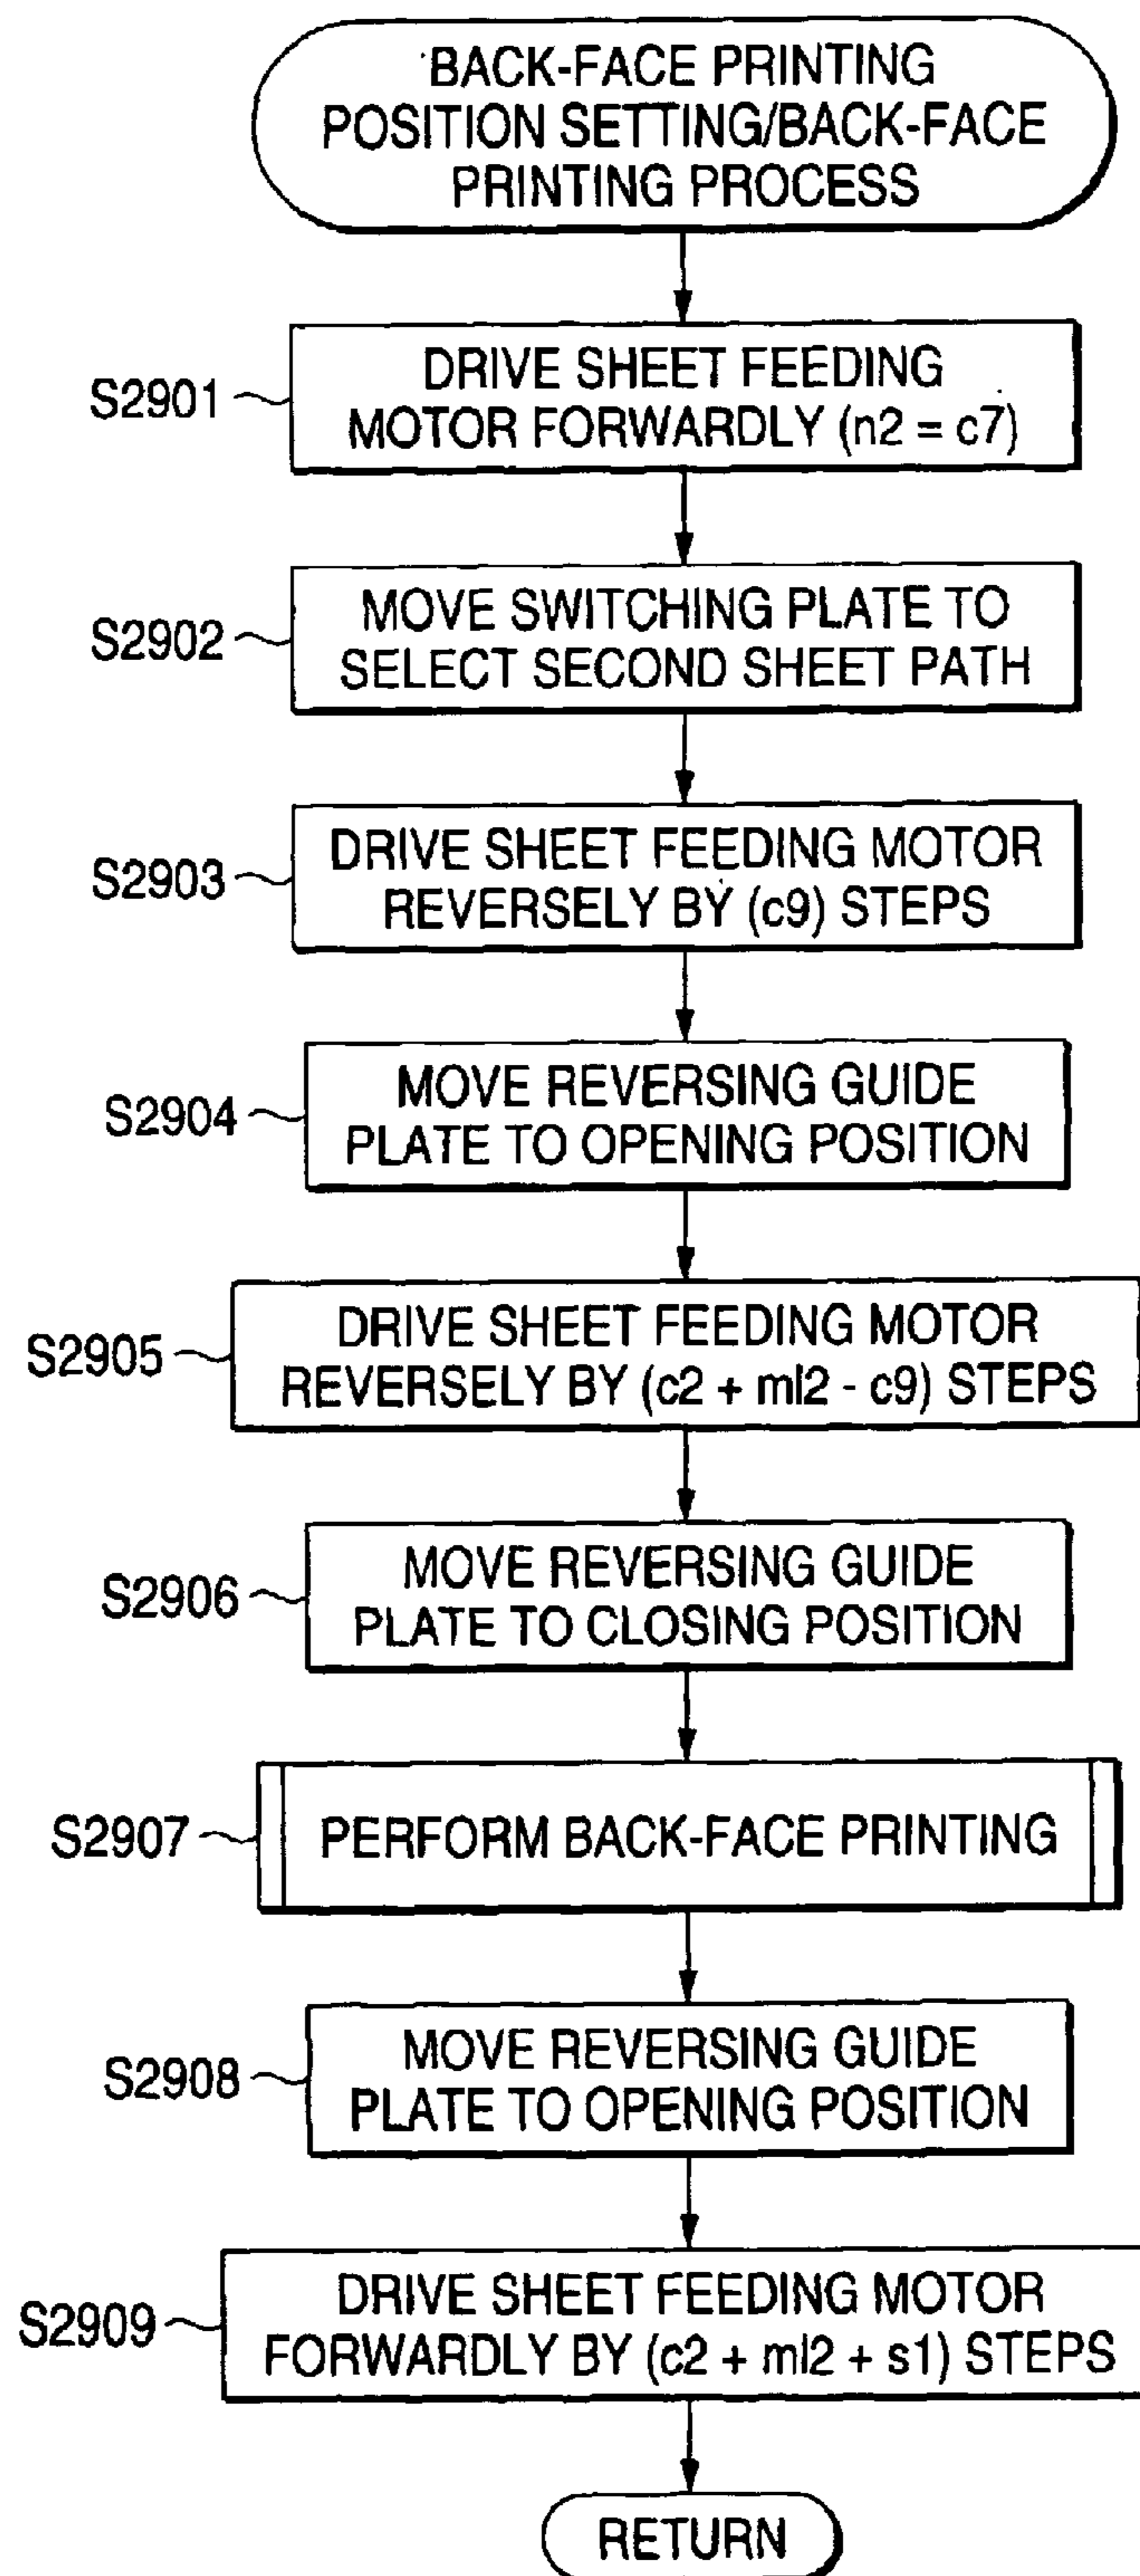 BACK-FACE PRINTING
POSITION SETTING/BACK-FACE
PRINTING PROCESS
S2901
DRIVE SHEET FEEDING
MOTOR FORWARDLY (n2 = c7)
S2902
MOVE SWITCHING PLATE TO
SELECT SECOND SHEET PATH
S2903
DRIVE SHEET FEEDING MOTOR
REVERSELY BY (c9) STEPS
S2904
MOVE REVERSING GUIDE
PLATE TO OPENING POSITION
S2905
DRIVE SHEET FEEDING MOTOR
REVERSELY BY (c2 + ml2 - c9) STEPS
S2906
MOVE REVERSING GUIDE
PLATE TO CLOSING POSITION
S2907
PERFORM BACK-FACE PRINTING
S2908
MOVE REVERSING GUIDE
PLATE TO OPENING POSITION
S2909
DRIVE SHEET FEEDING MOTOR
FORWARDLY BY (c2 + ml2 + s1) STEPS
RETURN